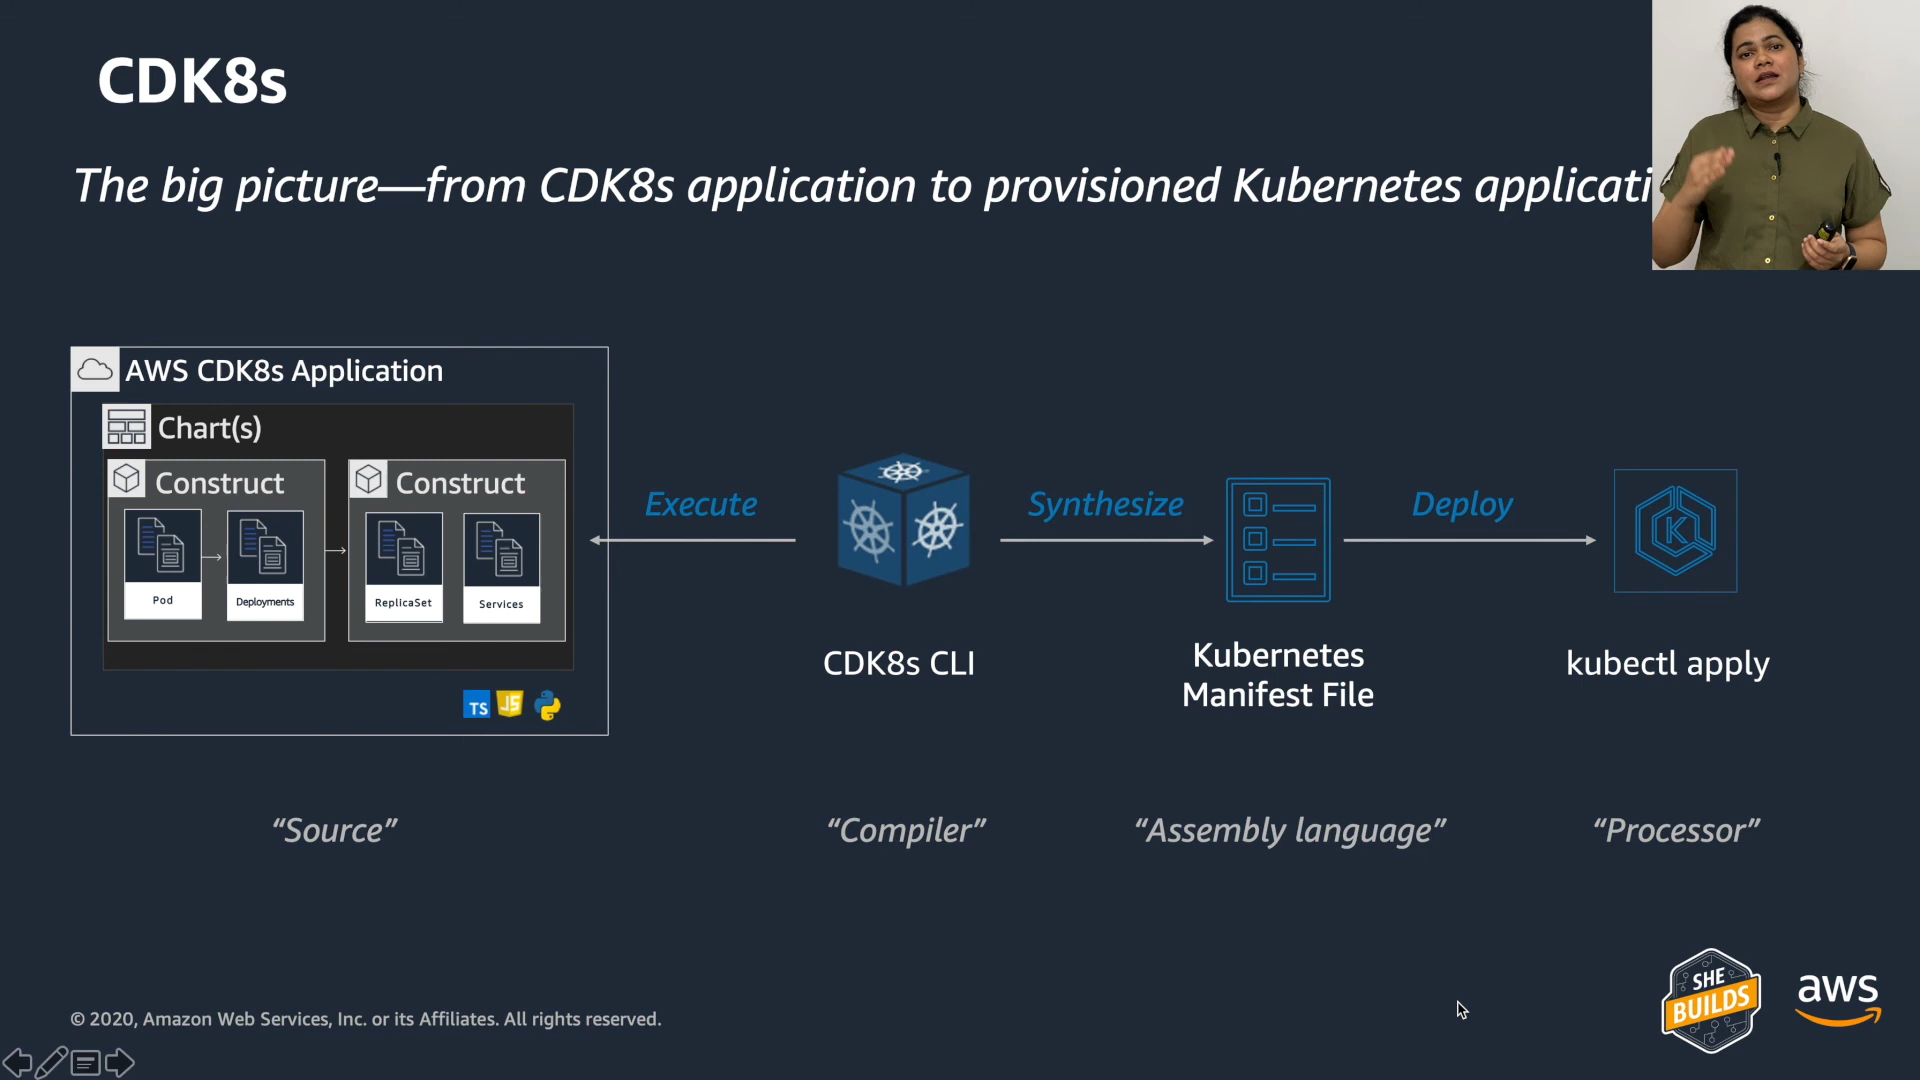 CDK8s
The big picture—from CDK8s application to provisioned Kubernetes applicati
AWS CDK8s Application
Chart(s)
Construct
Construct
Pod
Deployments
ReplicaSet
Services
TS
JS
Execute
Synthesize
Deploy
K
CDK8s CLI
Kubernetes
Manifest File
kubectl apply
“Source”
“Compiler”
“Assembly language”
“Processor”
SHE
BUILDS
aws
© 2020, Amazon Web Services, Inc. or its Affiliates. All rights reserved.